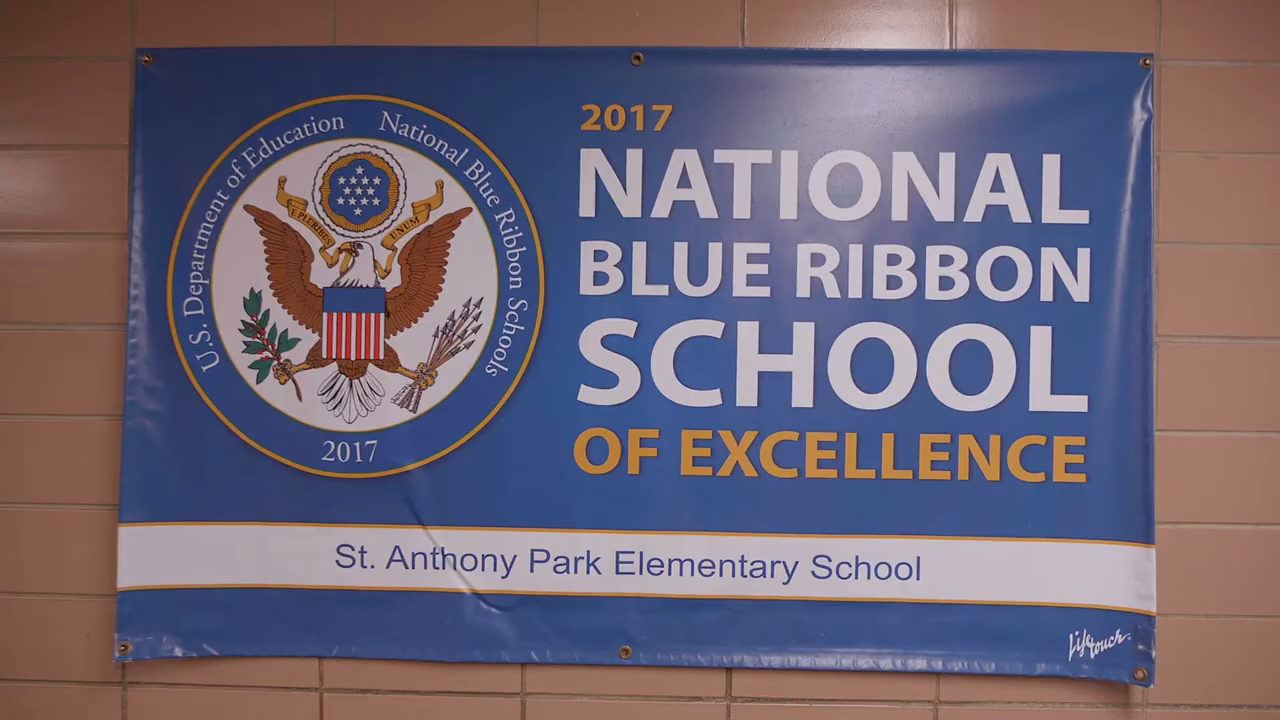 U.S. Department of Education National Blue Ribbon Schools
E PLURIBUS UNUM
2017
2017
NATIONAL
BLUE RIBBON
SCHOOL
OF EXCELLENCE
St. Anthony Park Elementary School
Lifetouch